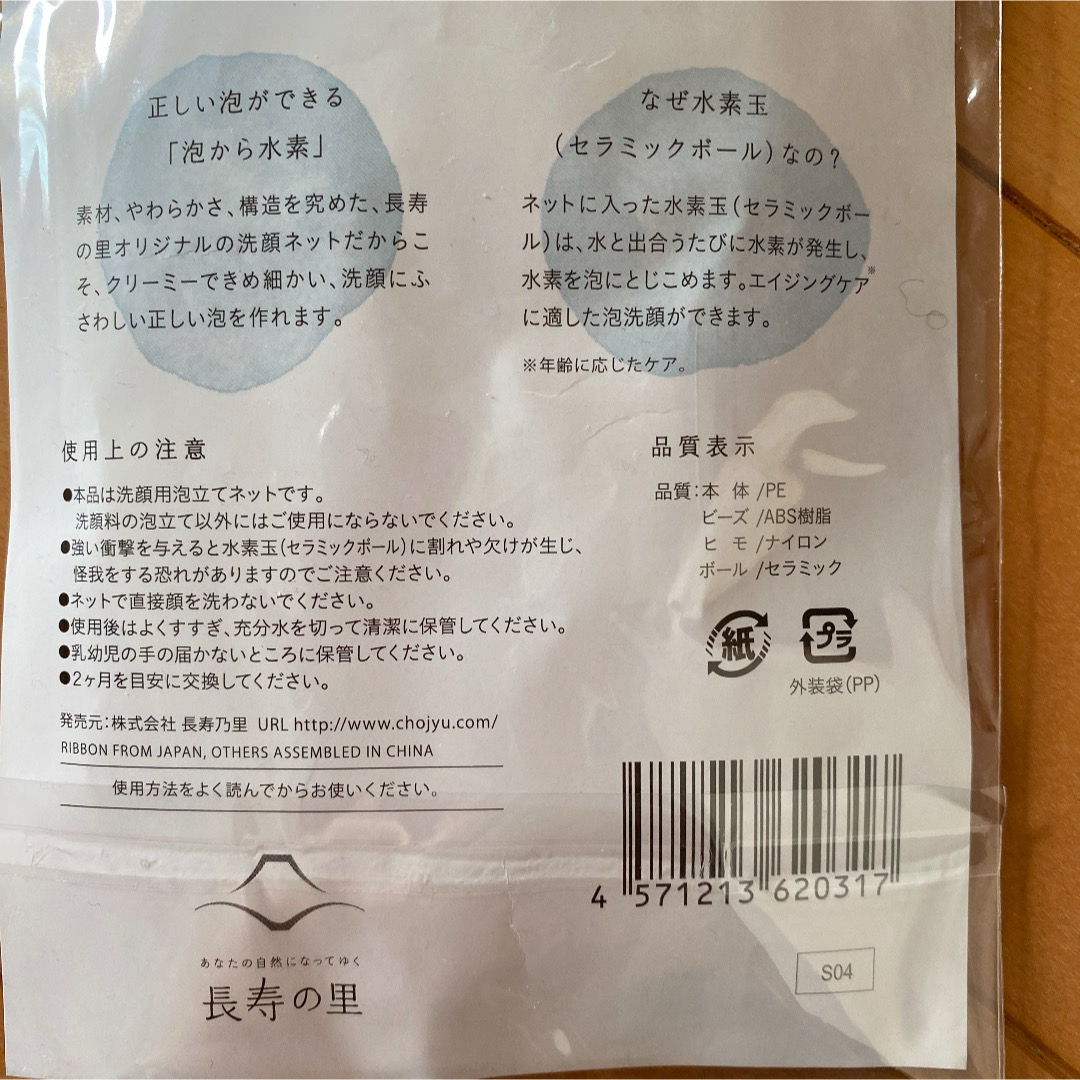 正しい泡ができる
「泡から水素」
素材、やわらかさ、構造を究めた、長寿
の里オリジナルの洗顔ネットだからこ
そ、クリーミーできめ細かい、洗顔にふ
さわしい正しい泡を作れます。
なぜ水素玉
(セラミックボール)なの?
ネットに入った水素玉(セラミックボー
ル)は、水と出合うたびに水素が発生し、
水素を泡にとじこめます。エイジングケア※
に適した泡洗顔ができます。
※年齢に応じたケア。
使用上の注意
●本品は洗顔用泡立てネットです。
洗顔料の泡立て以外にはご使用にならないでください。
●強い衝撃を与えると水素玉(セラミックボール)に割れや欠けが生じ、
怪我をする恐れがありますのでご注意ください。
●ネットで直接顔を洗わないでください。
●使用後はよくすすぎ、充分水を切って清潔に保管してください。
●乳幼児の手の届かないところに保管してください。
●2ヶ月を目安に交換してください。
発売元:株式会社 長寿乃里 URL http://www.chojyu.com/
RIBBON FROM JAPAN, OTHERS ASSEMBLED IN CHINA
使用方法をよく読んでからお使いください。
あなたの自然になってゆく
長寿の里
品質表示
品質:本 体 /PE
ビーズ /ABS樹脂
ヒ モ /ナイロン
ボール /セラミック
紙
プラ
外装袋(PP)
4 571213 620317
S04